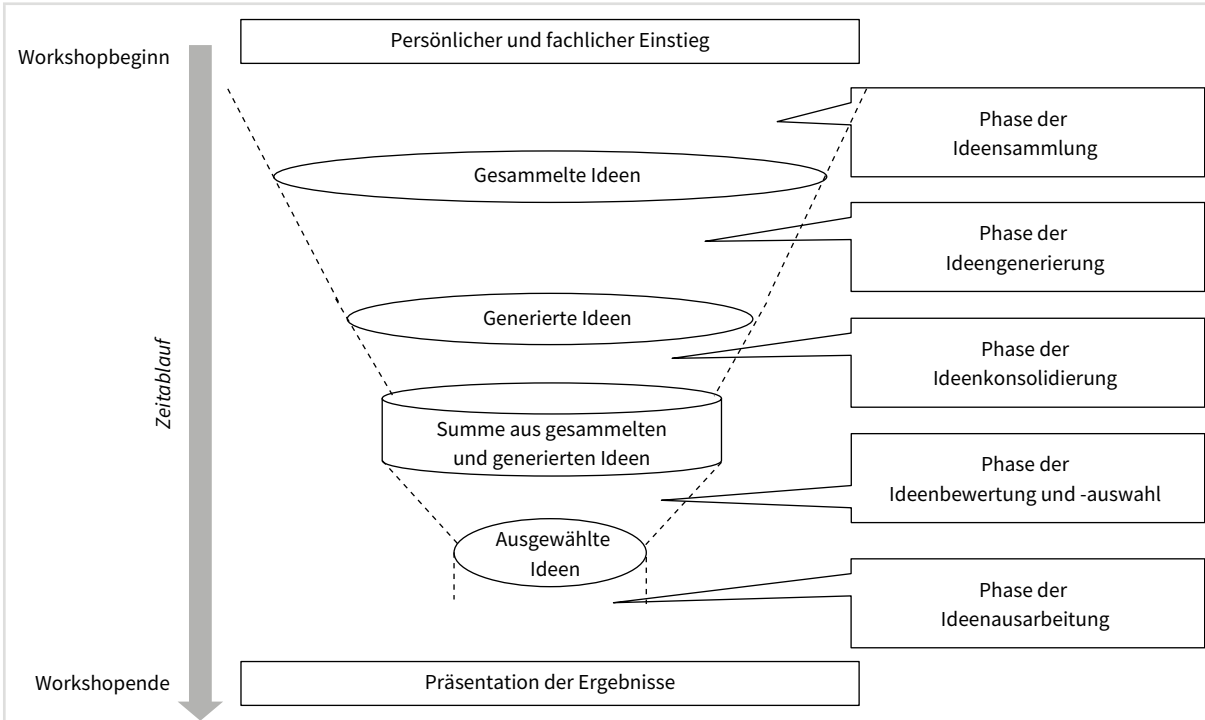 Persönlicher und fachlicher Einstieg
Workshopbeginn
Phase der
Ideensammlung
Gesammelte Ideen
Phase der
Ideengenerierung
Generierte Ideen
Phase der
Ideenkonsolidierung
Zeitablauf
Summe aus gesammelten
und generierten Ideen
Phase der
Ideenbewertung und -auswahl
Ausgewählte
Ideen
Phase der
Ideenausarbeitung
Workshopende
Präsentation der Ergebnisse